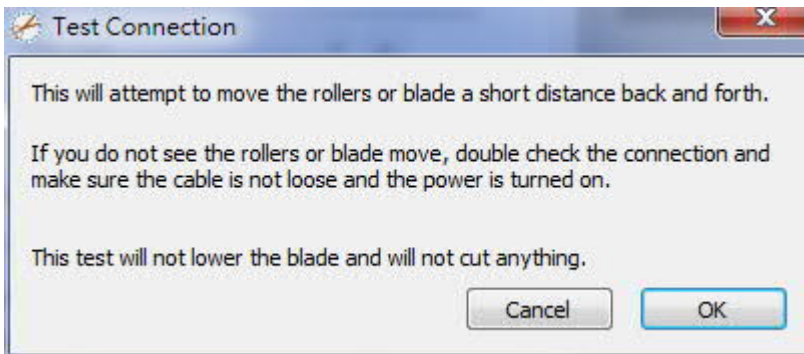 Test Connection
This will attempt to move the rollers or blade a short distance back and forth.
If you do not see the rollers or blade move, double check the connection and
make sure the cable is not loose and the power is turned on.
This test will not lower the blade and will not cut anything.
Cancel
OK